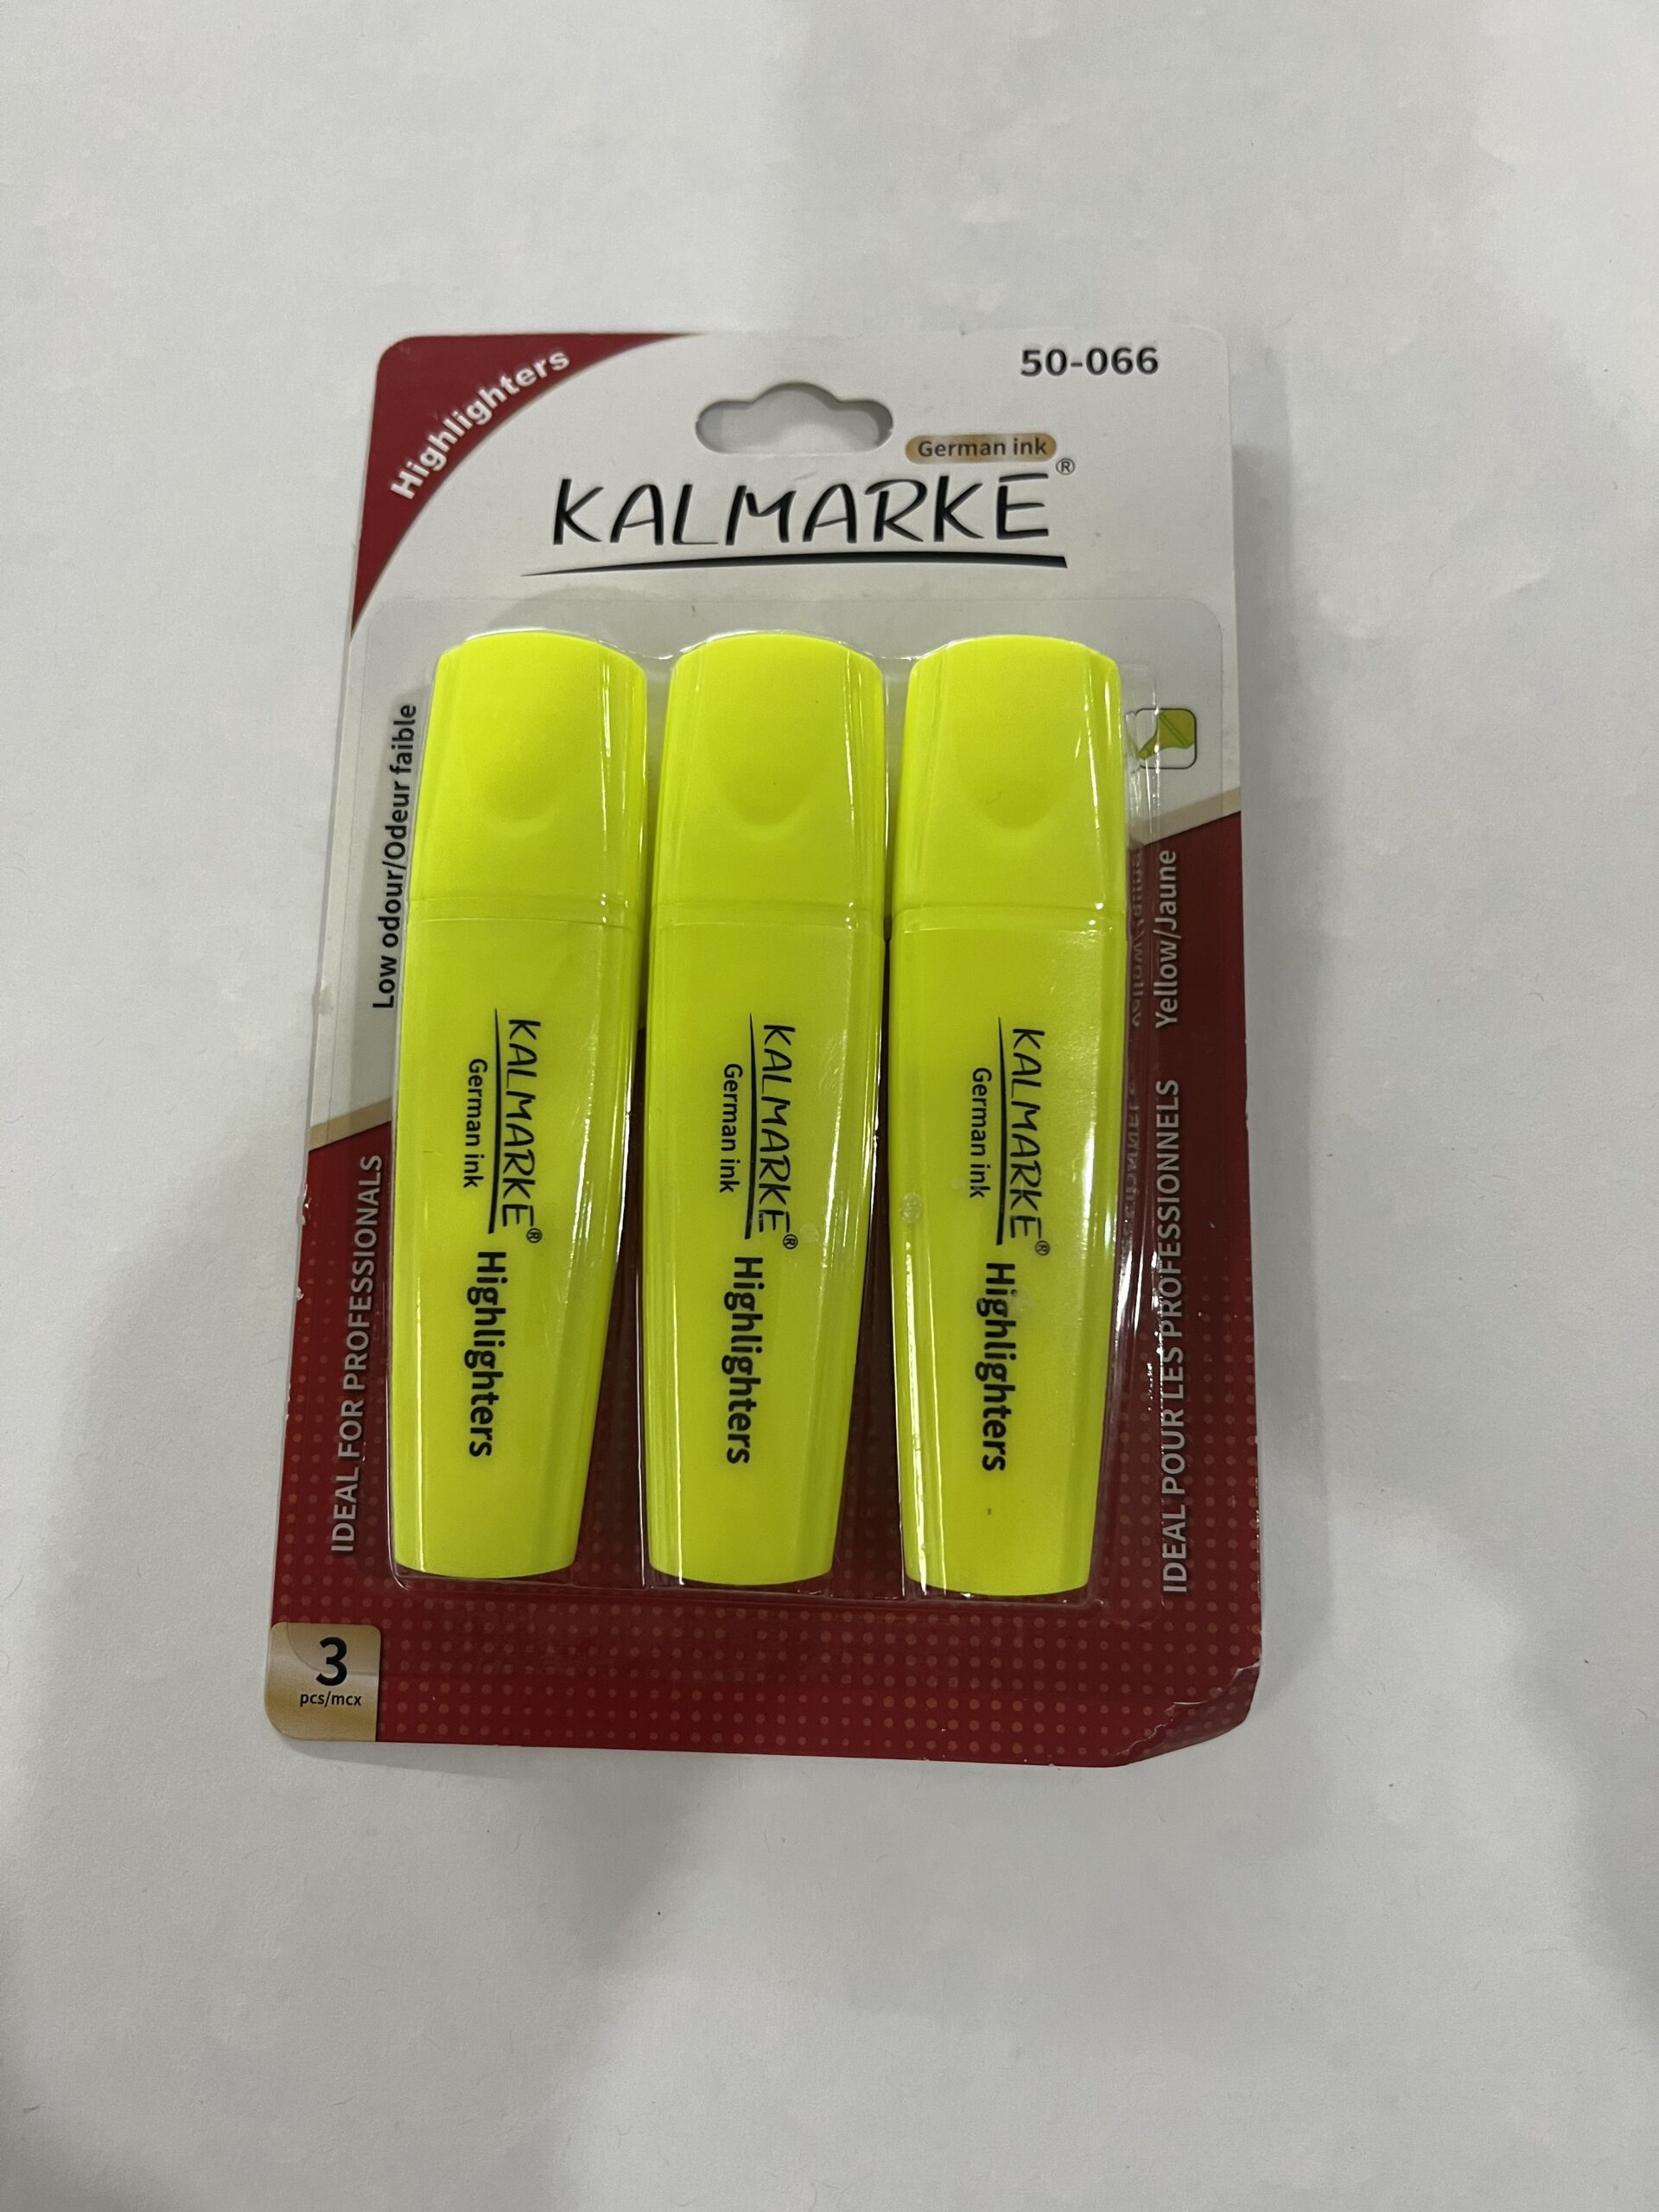 Highlighters
50-066
German ink
KALMARKE®
Low odour/Odeur faible
IDEAL FOR PROFESSIONALS
KALMARKE®
German ink
Highlighters
KALMARKE®
German ink
Highlighters
KALMARKE®
German ink
Highlighters
Yellow/Jaune
IDEAL POUR LES PROFESSIONNELS
3
pcs/mcx